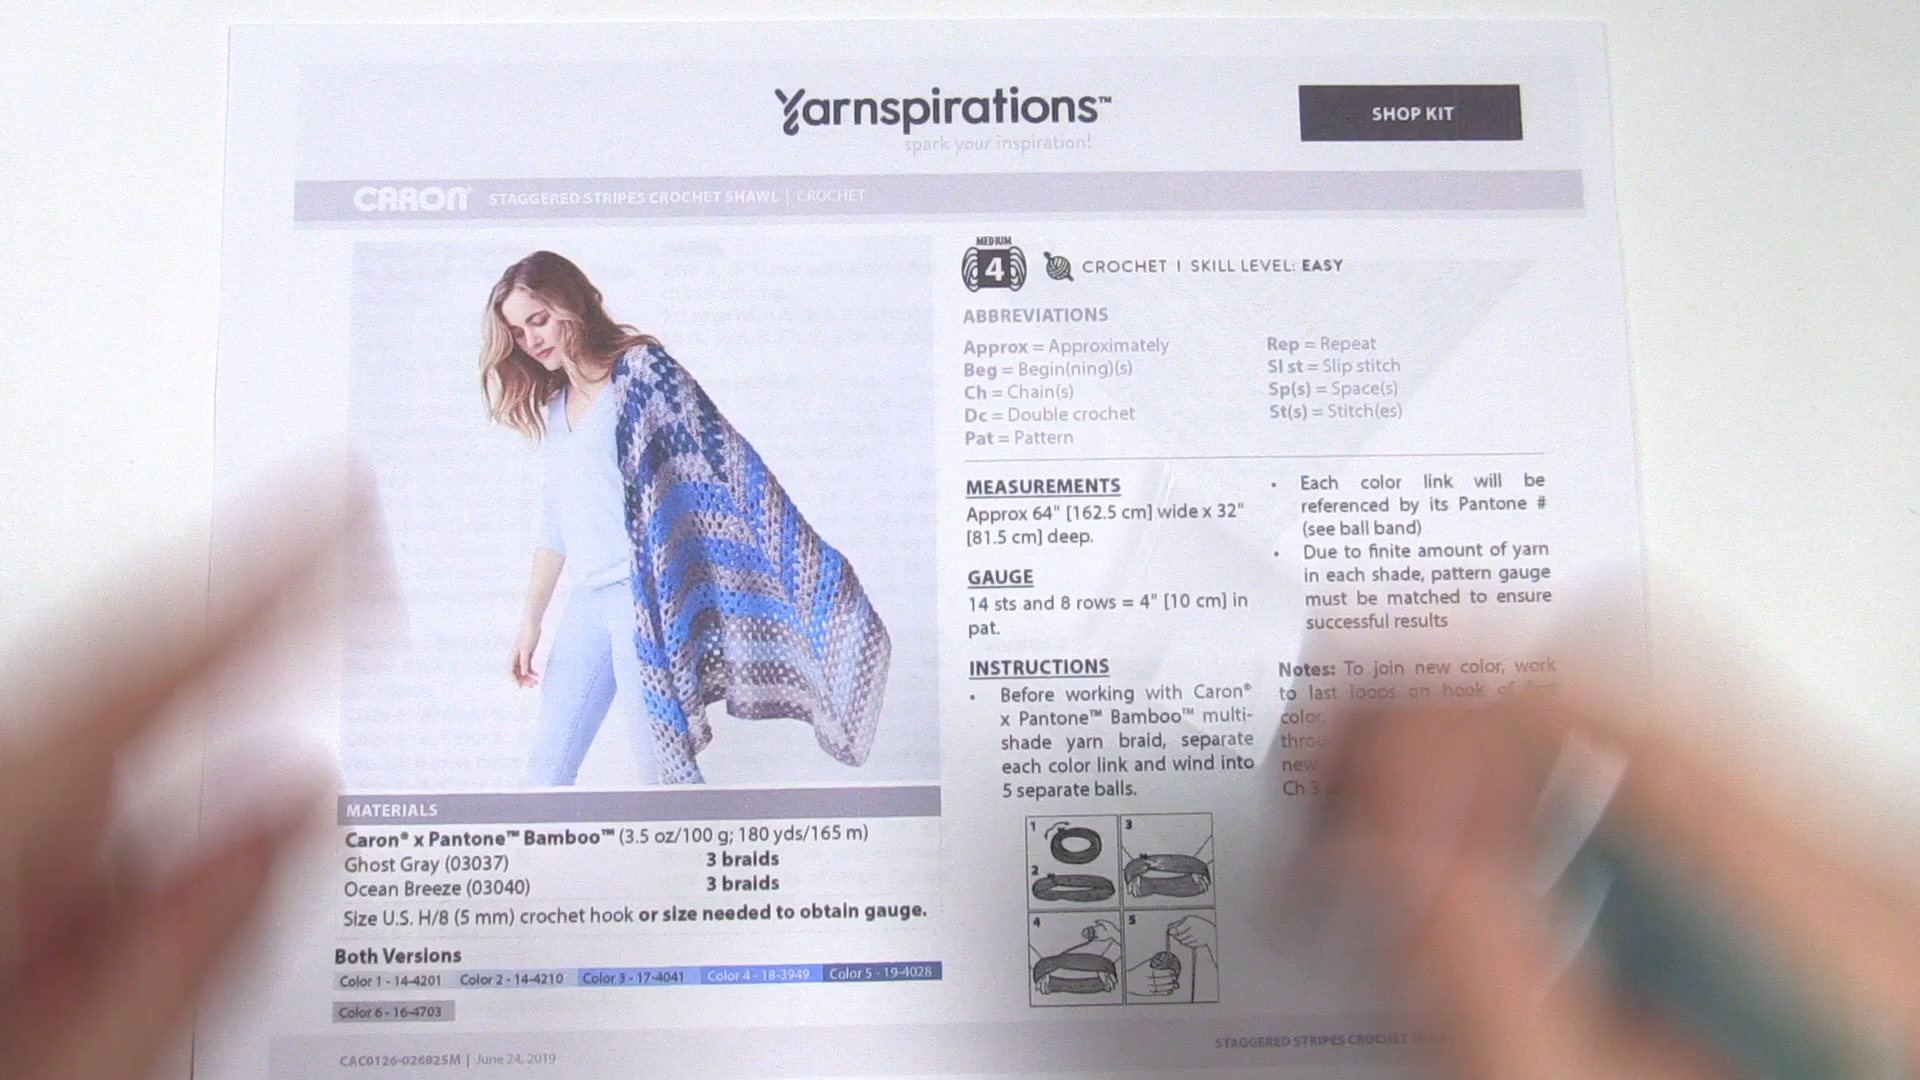 Yarnspirations™
spark your inspiration!
SHOP KIT
CARON® STAGGERED STRIPES CROCHET SHAWL | CROCHET
MEDIUM
4
CROCHET I SKILL LEVEL: EASY
ABBREVIATIONS
Approx = Approximately
Beg = Begin(ning)(s)
Ch = Chain(s)
Dc = Double crochet
Pat = Pattern
Rep = Repeat
Sl st = Slip stitch
Sp(s) = Space(s)
St(s) = Stitch(es)
MEASUREMENTS
Approx 64" [162.5 cm] wide x 32"
[81.5 cm] deep.
GAUGE
14 sts and 8 rows = 4" [10 cm] in
pat.
INSTRUCTIONS
• Before working with Caron®
x Pantone™ Bamboo™ multi-
shade yarn braid, separate
each color link and wind into
5 separate balls.
1
2
3
4
5
• Each color link will be
referenced by its Pantone #
(see ball band)
• Due to finite amount of yarn
in each shade, pattern gauge
must be matched to ensure
successful results
Notes: To join new color, work
to last loops on hook of first
color.
new
Ch 3
MATERIALS
Caron® x Pantone™ Bamboo™ (3.5 oz/100 g; 180 yds/165 m)
Ghost Gray (03037) 3 braids
Ocean Breeze (03040) 3 braids
Size U.S. H/8 (5 mm) crochet hook or size needed to obtain gauge.
Both Versions
Color 1 - 14-4201 Color 2 - 14-4210 Color 3 - 17-4041 Color 4 - 18-3949 Color 5 - 19-4028
Color 6 - 16-4703
CAC0126-026825M | June 24, 2019
STAGGERED STRIPES CROCHET